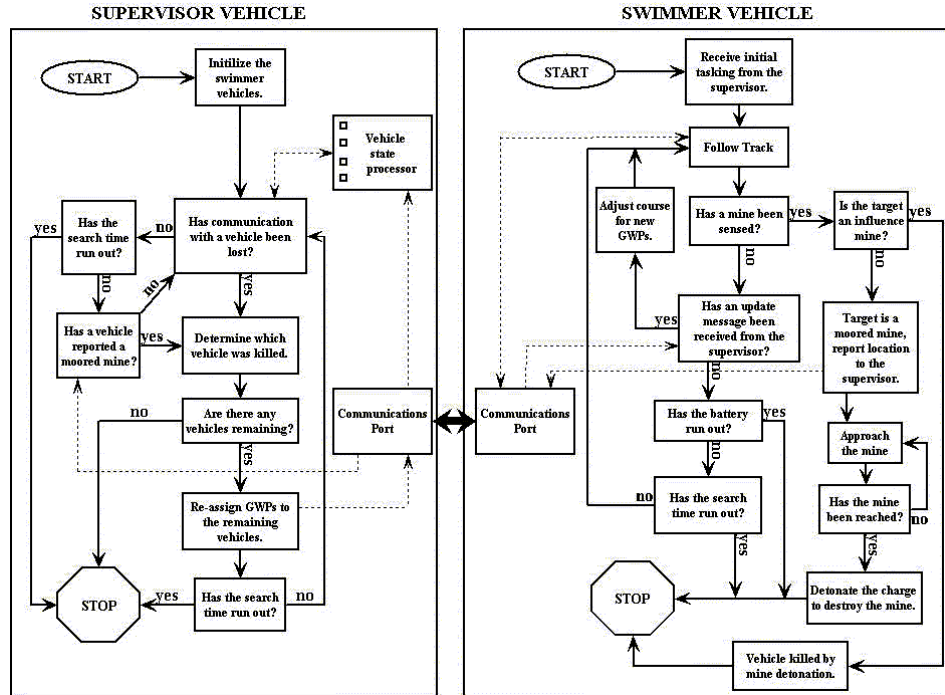 SUPERVISOR VEHICLE
START
Initilize the
swimmer
vehicles.
Vehicle
state
processor
Has the
search time
run out?
yes
no
Has communication
with a vehicle been
lost?
no
no
yes
Has a vehicle
reported a
moored mine?
yes
Determine which
vehicle was killed.
no
Are there any
vehicles remaining?
Communications
Port
yes
Re-assign GWPs to
the remaining
vehicles.
STOP
yes
Has the search
time run out?
no
SWIMMER VEHICLE
START
Receive initial
tasking from the
supervisor.
Follow Track
Adjust course
for new
GWPs.
Has a mine been
sensed?
yes
Is the target
an influence
mine?
yes
no
no
yes
Has an update
message been
received from the
supervisor?
Target is a
moored mine,
report location
to the
supervisor.
no
Communications
Port
Has the battery
run out?
yes
Approach
the mine
no
no
Has the search
time run out?
Has the mine
been reached?
no
yes
yes
STOP
Detonate the charge
to destroy the mine.
Vehicle killed by
mine detonation.